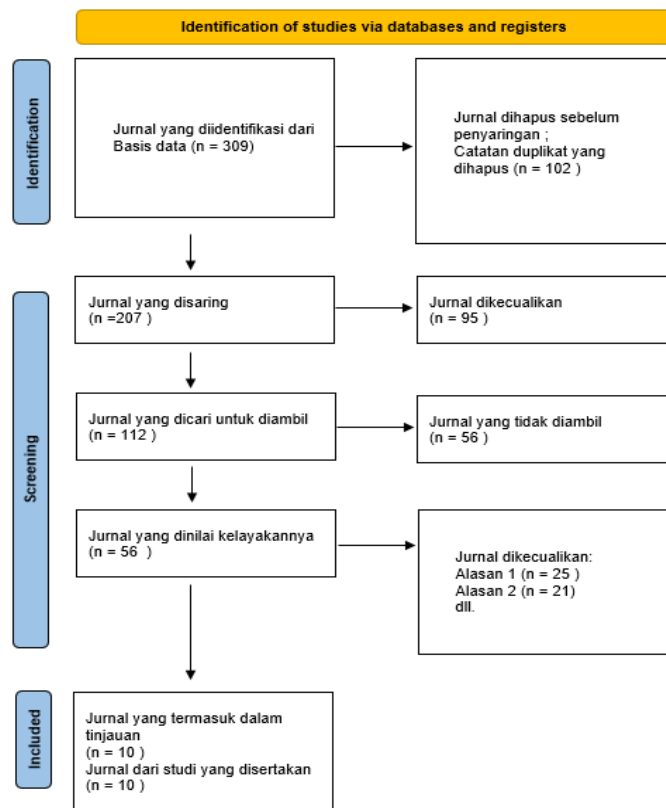 Identification of studies via databases and registers
Identification
Jurnal yang diidentifikasi dari
Basis data (n = 309)
Jurnal dihapus sebelum
penyaringan ;
Catatan duplikat yang
dihapus (n = 102 )
Screening
Jurnal yang disaring
(n =207 )
Jurnal dikecualikan
(n = 95 )
Jurnal yang dicari untuk diambil
(n = 112 )
Jurnal yang tidak diambil
(n = 56 )
Jurnal yang dinilai kelayakannya
(n = 56 )
Jurnal dikecualikan:
Alasan 1 (n = 25 )
Alasan 2 (n = 21)
dll.
Included
Jurnal yang termasuk dalam
tinjauan
(n = 10 )
Jurnal dari studi yang disertakan
(n = 10 )